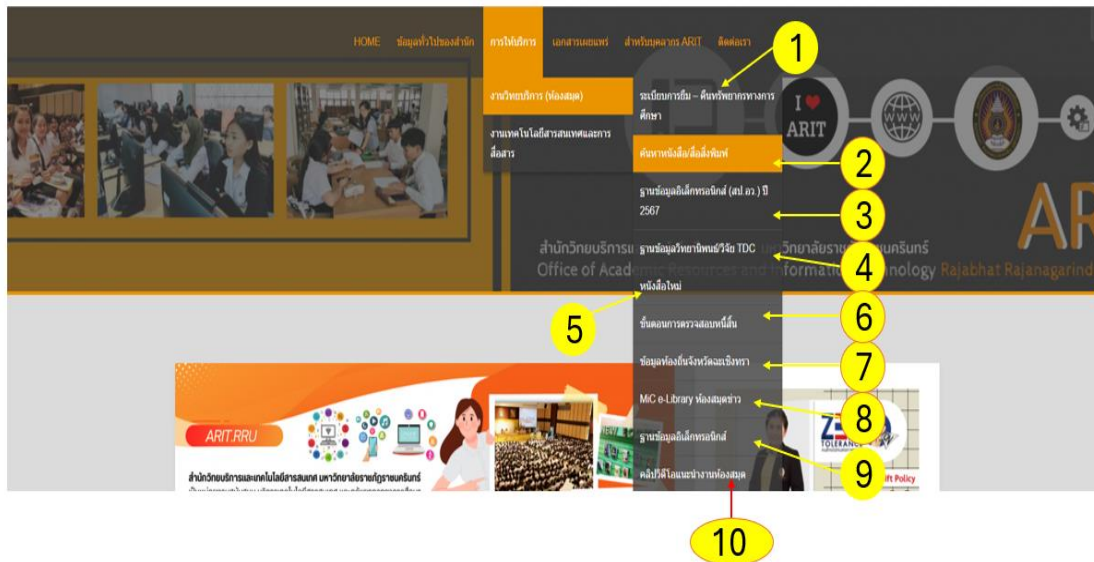 HOME ข้อมูลทั่วไปของสำนัก การให้บริการ เอกสารเผยแพร่ สำหรับบุคลากร ARIT ติดต่อเรา
1
งานวิทยบริการ (ห้องสมุด)
งานเทคโนโลยีสารสนเทศและการ
สื่อสาร
ระเบียบการยืม – คืนทรัพยากรทางการ
ศึกษา
ค้นหาหนังสือ/สื่อสิ่งพิมพ์
2
ฐานข้อมูลอิเล็กทรอนิกส์ (สป.อว.) ปี
2567
3
ฐานข้อมูลวิทยานิพนธ์/วิจัย TDC
4
หนังสือใหม่
5
ขั้นตอนการตรวจสอบหนี้สิ้น
6
ข้อมูลท้องถิ่นจังหวัดฉะเชิงทรา
7
MiC e-Library ห้องสมุดข่าว
8
ฐานข้อมูลอิเล็กทรอนิกส์
9
คลิปวีดีโอแนะนำงานห้องสมุด
10
I ARIT
WWW
AR
สำนักวิทยบริการ
Office of Academic Resources and Information Technology Rajabhat Rajanagarind
ARIT.RRU
สำนักวิทยบริการและเทคโนโลยีสารสนเทศ มหาวิทยาลัยราชภัฏราชนครินทร์
ZE
TOLERANC
ift Policy